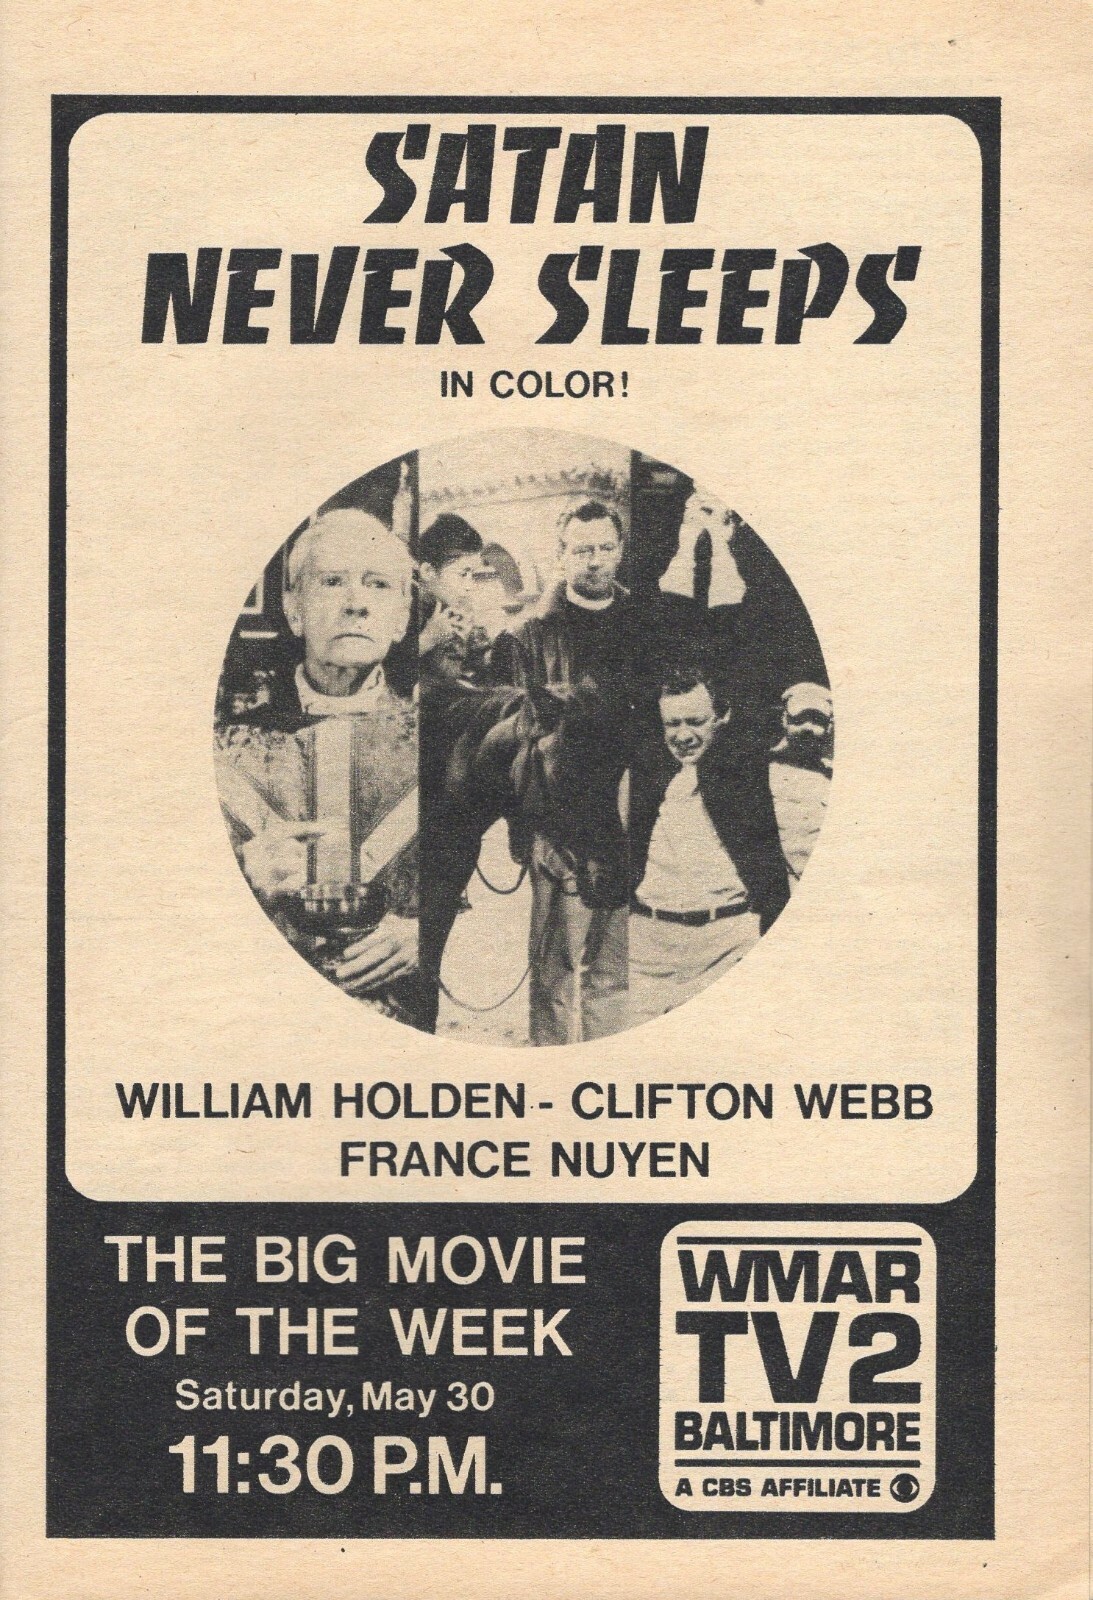 SATAN
NEVER SLEEPS
IN COLOR!
WILLIAM HOLDEN - CLIFTON WEBB
FRANCE NUYEN
THE BIG MOVIE
OF THE WEEK
Saturday, May 30
11:30 P.M.
WMAR
TV2
BALTIMORE
A CBS AFFILIATE